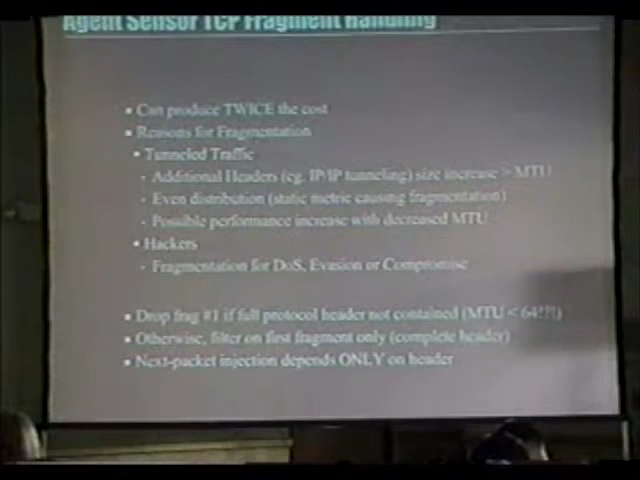 Agent Sensor TCP Fragment Handling
▪ Can produce TWICE the cost
▪ Reasons for Fragmentation
▪ Tunneled Traffic
- Additional Headers (eg. IP/IP tunneling) size increase > MTU
- Even distribution (static metric causing fragmentation)
- Possible performance increase with decreased MTU
▪ Hackers
- Fragmentation for DoS, Evasion or Compromise
▪ Drop frag #1 if full protocol header not contained (MTU < 64!?!)
▪ Otherwise, filter on first fragment only (complete header)
▪ Next-packet injection depends ONLY on header